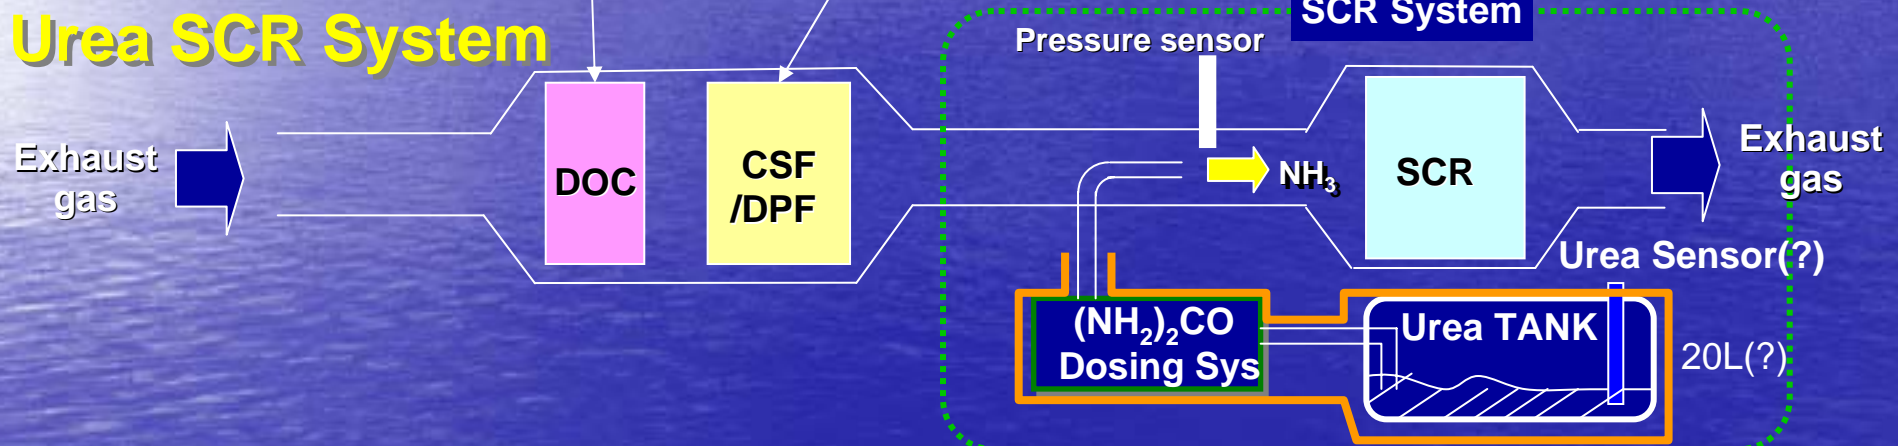 Urea SCR System
SCR System
Pressure sensor
Exhaust
gas
DOC
CSF
/DPF
NH₃
SCR
Exhaust
gas
Urea Sensor(?)
(NH₂)₂CO
Dosing Sys
Urea TANK
20L(?)